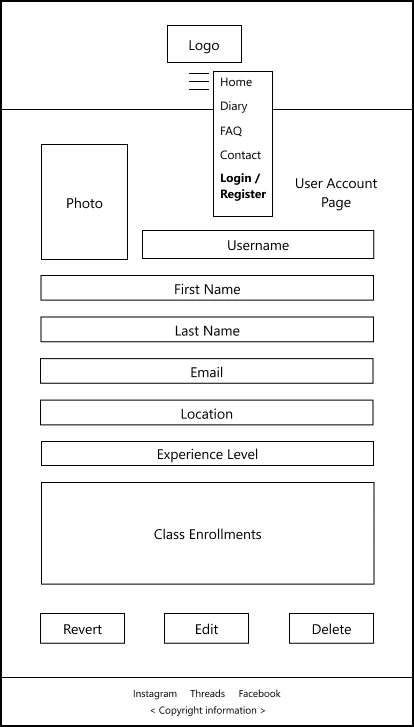 Logo
Home
Diary
FAQ
Contact
Login /
Register
Photo
User Account
Page
Username
First Name
Last Name
Email
Location
Experience Level
Class Enrollments
Revert
Edit
Delete
Instagram Threads Facebook
< Copyright information >